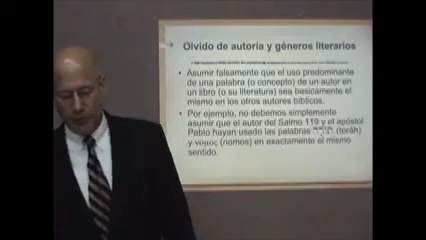 Olvido de autoría y géneros literarios
Asumir falsamente que el uso predominante
de una palabra (o concepto) de un autor en
un libro (o su literatura) sea basicamente el
mismo en los otros autores bíblicos.
Por ejemplo, no debemos simplemente
asumir que el autor del Salmo 119 y el apóstol
Pablo hayan usado las palabras (toráh)
y νομος (nomos) en exactamente el mismo
sentido.